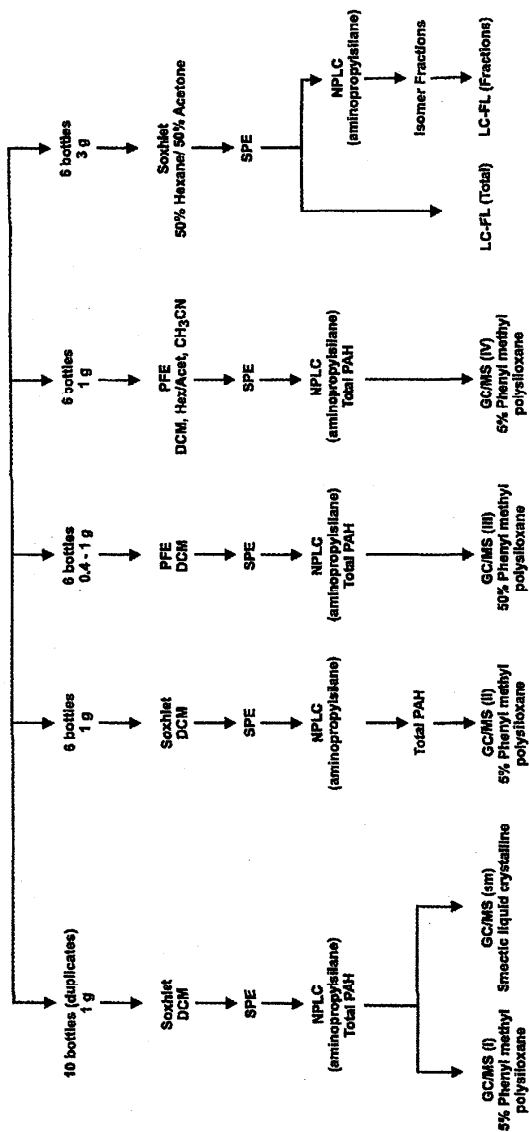 10 bottles (duplicates)
1 g
Soxhlet
DCM
SPE
NPLC
(aminopropylsilane)
Total PAH
GC/MS (I)
5% Phenyl methyl
polysiloxane
GC/MS (sm)
Smectic liquid crystalline
6 bottles
1 g
Soxhlet
DCM
SPE
NPLC
(aminopropylsilane)
Total PAH
GC/MS (II)
5% Phenyl methyl
polysiloxane
6 bottles
0.4 - 1 g
PFE
DCM
SPE
NPLC
(aminopropylsilane)
Total PAH
GC/MS (III)
50% Phenyl methyl
polysiloxane
6 bottles
1 g
PFE
DCM, Hex/Acet, CH3CN
SPE
NPLC
(aminopropylsilane)
Total PAH
GC/MS (IV)
5% Phenyl methyl
polysiloxane
6 bottles
3 g
Soxhlet
50% Hexane/ 50% Acetone
SPE
LC-FL (Total)
NPLC
(aminopropylsilane)
Isomer Fractions
LC-FL (Fractions)